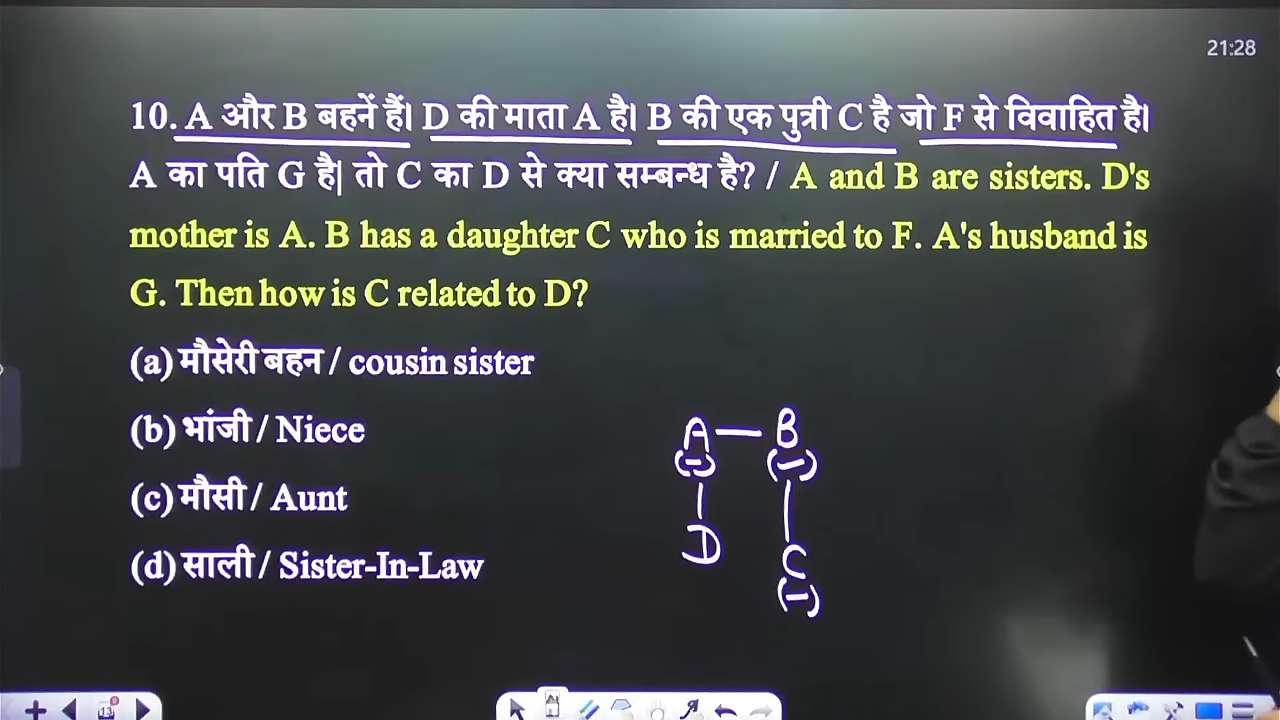 21:28
10. A और B बहनें हैं। D की माता A है। B की एक पुत्री C है जो F से विवाहित है।
A का पति G है| तो C का D से क्या सम्बन्ध है? / A and B are sisters. D's
mother is A. B has a daughter C who is married to F. A's husband is
G. Then how is C related to D?
(a) मौसेरी बहन / cousin sister
(b) भांजी / Niece
(c) मौसी / Aunt
(d) साली / Sister-In-Law
A — B
(-) (-)
D C
(-)
13